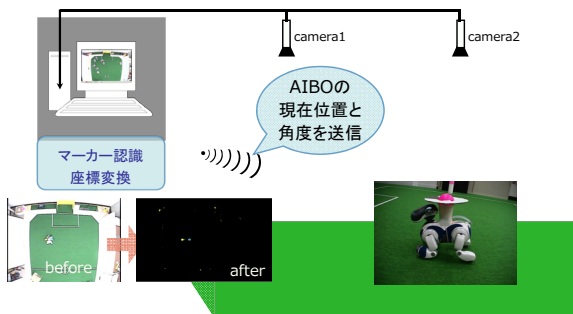 camera1
camera2
AIBOの
現在位置と
角度を送信
マーカー認識
座標変換
before
after